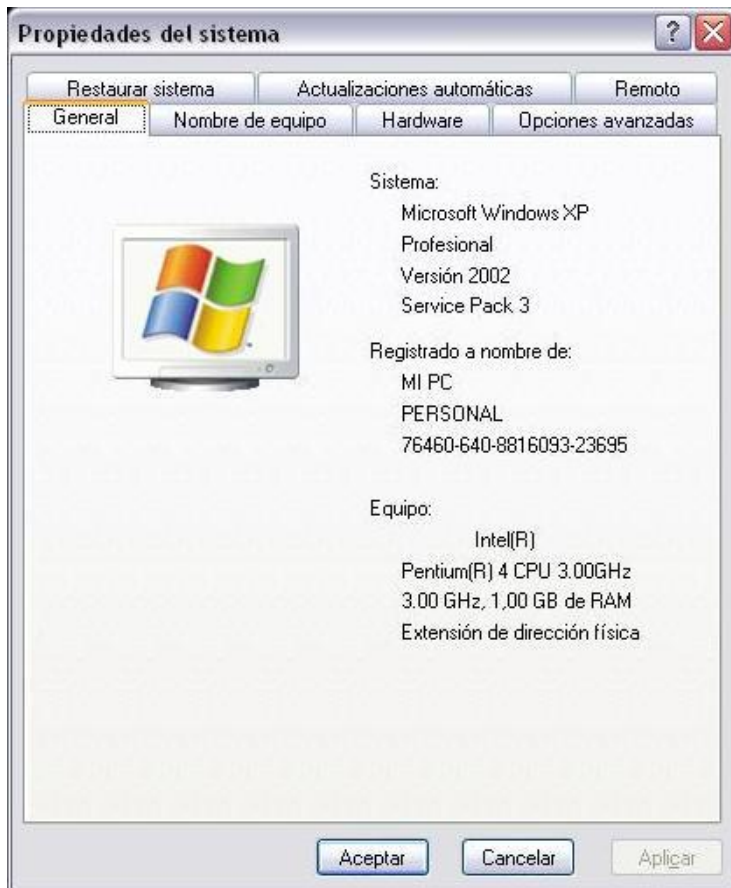 Propiedades del sistema
Restaurar sistema Actualizaciones automáticas Remoto
General Nombre de equipo Hardware Opciones avanzadas
Sistema:
Microsoft Windows XP
Profesional
Versión 2002
Service Pack 3
Registrado a nombre de:
MI PC
PERSONAL
76460-640-8816093-23695
Equipo:
Intel(R)
Pentium(R) 4 CPU 3.00GHz
3.00 GHz, 1,00 GB de RAM
Extensión de dirección física
Aceptar Cancelar Aplicar